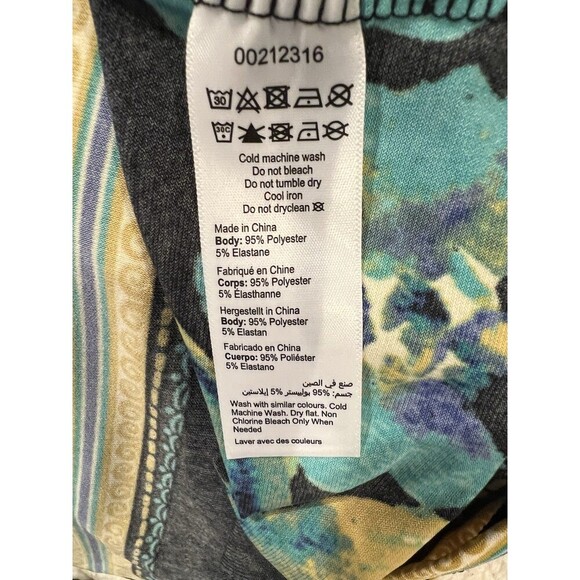 00212316
30
30C
Cold machine wash
Do not bleach
Do not tumble dry
Cool iron
Do not dryclean
Made in China
Body: 95% Polyester
5% Elastane
Fabriqué en Chine
Corps: 95% Polyester
5% Élasthanne
Hergestellt in China
Body: 95% Polyester
5% Elastan
Fabricado en China
Cuerpo: 95% Poliéster
5% Elastano
صنع في الصين
جسم: 95% بوليستر 5% إيلاستين
Wash with similar colours. Cold
Machine Wash. Dry flat. Non
Chlorine Bleach Only When
Needed
Laver avec des couleurs